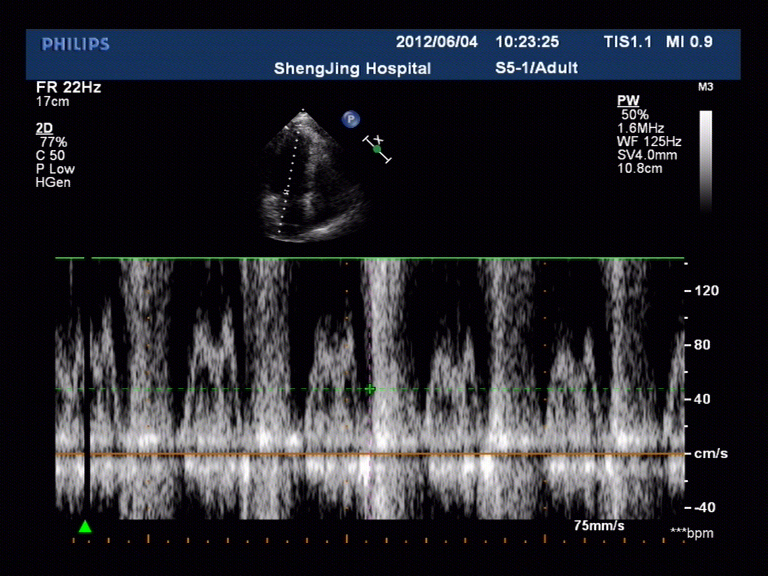 PHILIPS
2012/06/04 10:23:25 TIS1.1 MI 0.9
ShengJing Hospital S5-1/Adult
FR 22Hz
17cm
2D
77%
C 50
P Low
HGen
P
X
M3
PW
50%
1.6MHz
WF 125Hz
SV4.0mm
10.8cm
120
80
40
cm/s
-40
75mm/s
***bpm